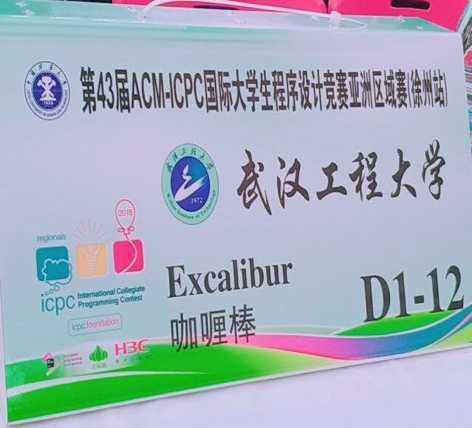 第43届ACM-ICPC国际大学生程序设计竞赛亚洲区域赛(徐州站)
武汉工程大学
1972
2018
regionals
icpc International Collegiate
Programming Contest
icpc.foundation
Excalibur
咖喱棒
D1-12
H3C